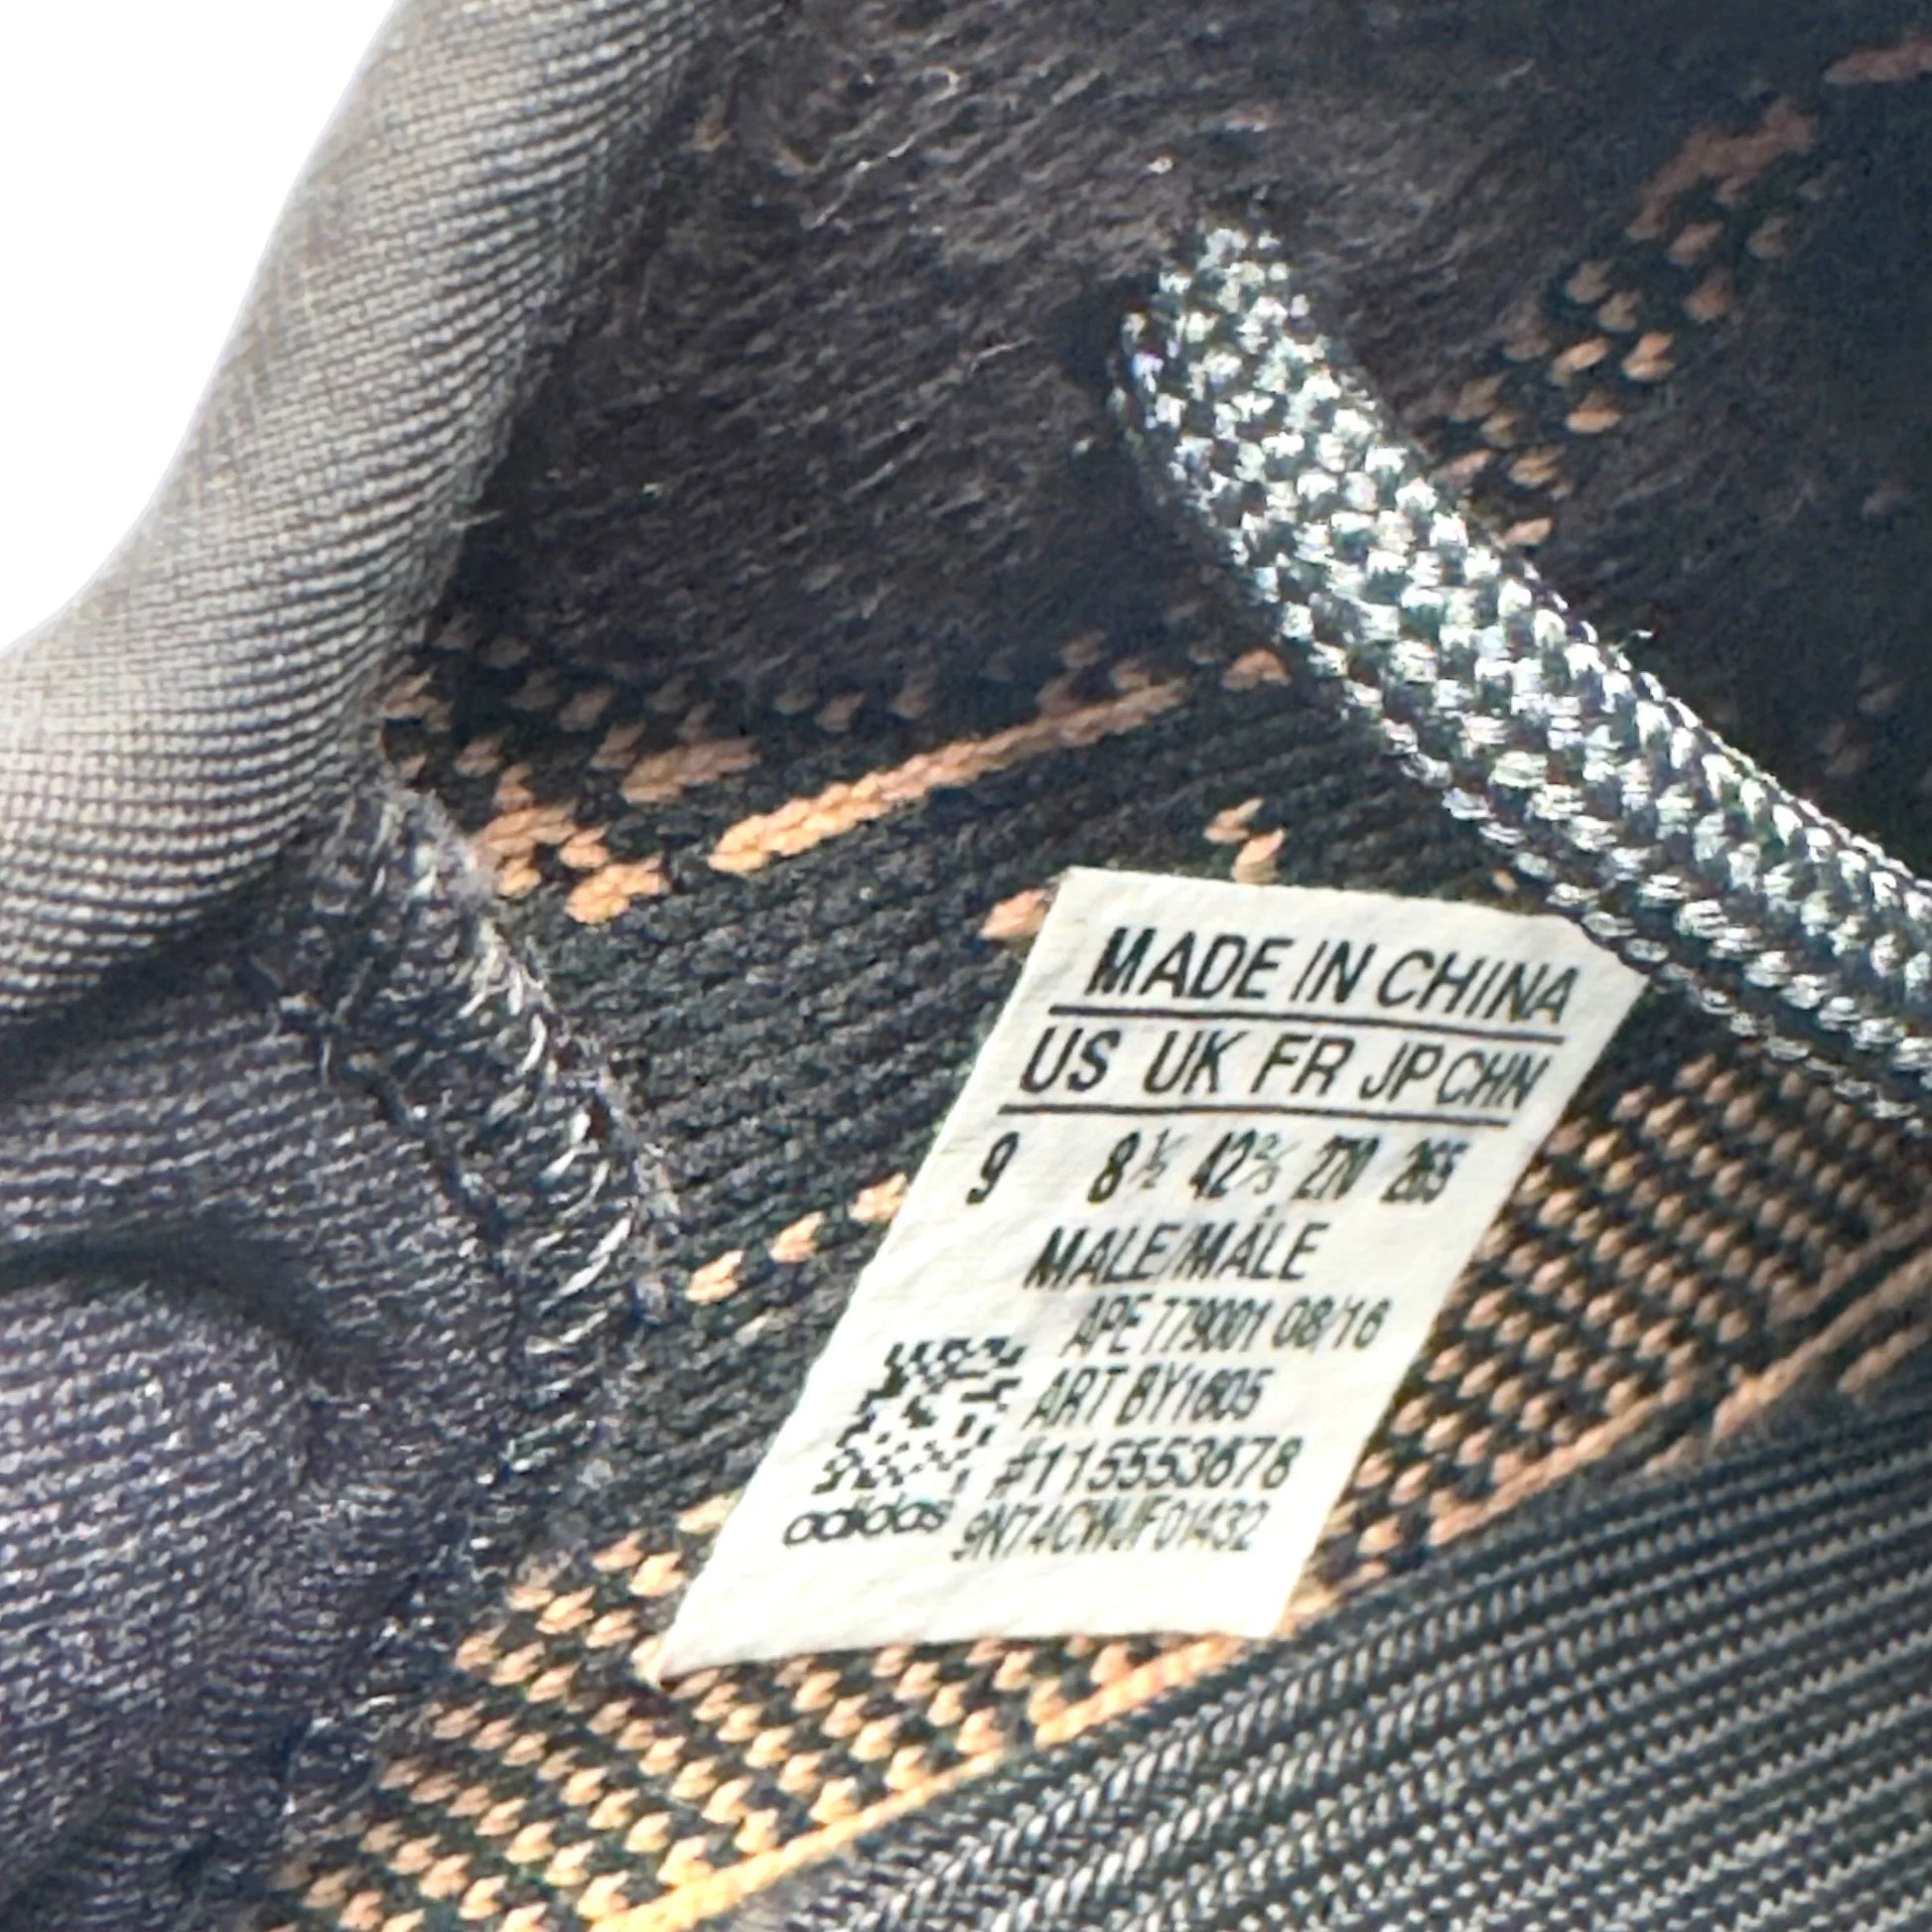 MADE IN CHINA
US UK FR JP CHN
9 8½ 42⅔ 270 265
MALE/MÂLE
APE 779001 08/16
ART BY1605
#115553678
adidas 9N74CWJF01432